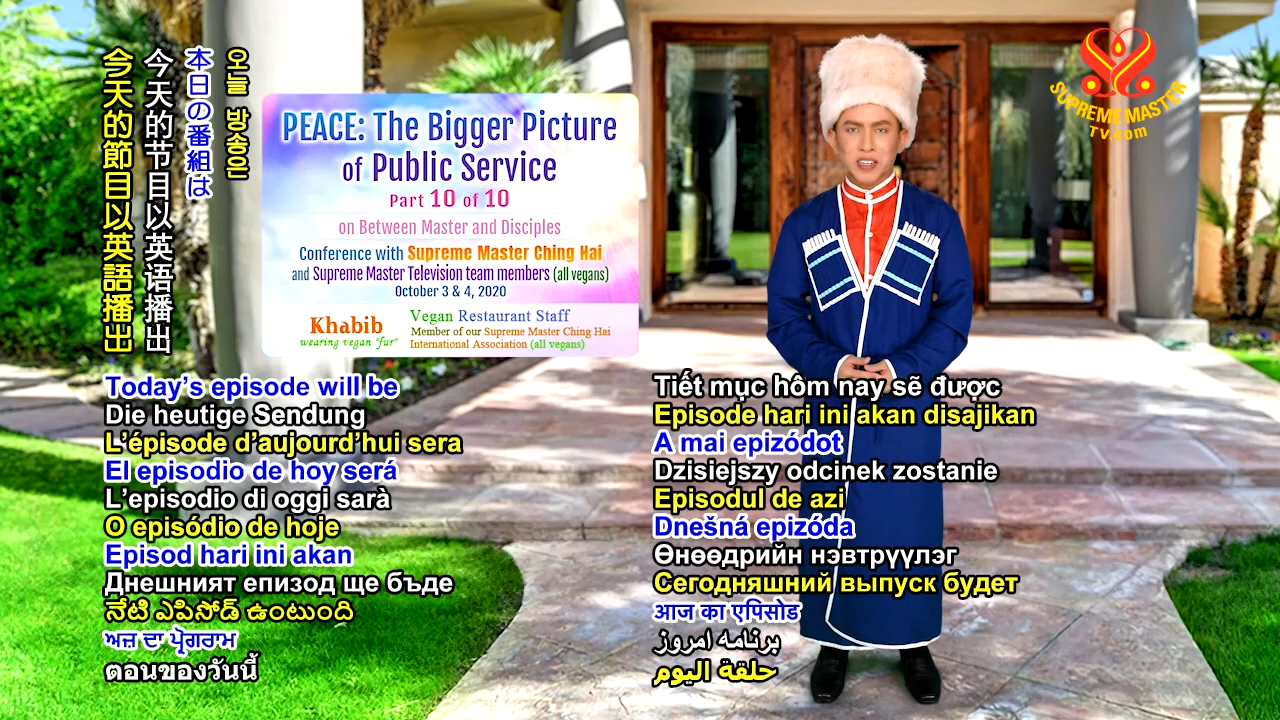 今天的節目以英語播出
今天的节目以英语播出
本日の番組は
오늘 방송은
PEACE: The Bigger Picture
of Public Service
Part 10 of 10
on Between Master and Disciples
Conference with Supreme Master Ching Hai
and Supreme Master Television team members (all vegans)
October 3 & 4, 2020
Khabib
wearing vegan "fur"
Vegan Restaurant Staff
Member of our Supreme Master Ching Hai
International Association (all vegans)
SUPREME MASTER
TV.com
Today's episode will be
Die heutige Sendung
L'épisode d'aujourd'hui sera
El episodio de hoy será
L'episodio di oggi sarà
O episódio de hoje
Episod hari ini akan
Днешният епизод ще бъде
నేటి ఎపిసోడ్ ఉంటుంది
ਅਜ਼ ਦਾ ਪ੍ਰੋਗਰਾਮ
ตอนของวันนี้
Tiết mục hôm nay sẽ được
Episode hari ini akan disajikan
A mai epizódot
Dzisiejszy odcinek zostanie
Episodul de azi
Dnešná epizóda
Өнөөдрийн нэвтрүүлэг
Сегодняшний выпуск будет
आज का एपिसोड
برنامه امروز
حلقة اليوم